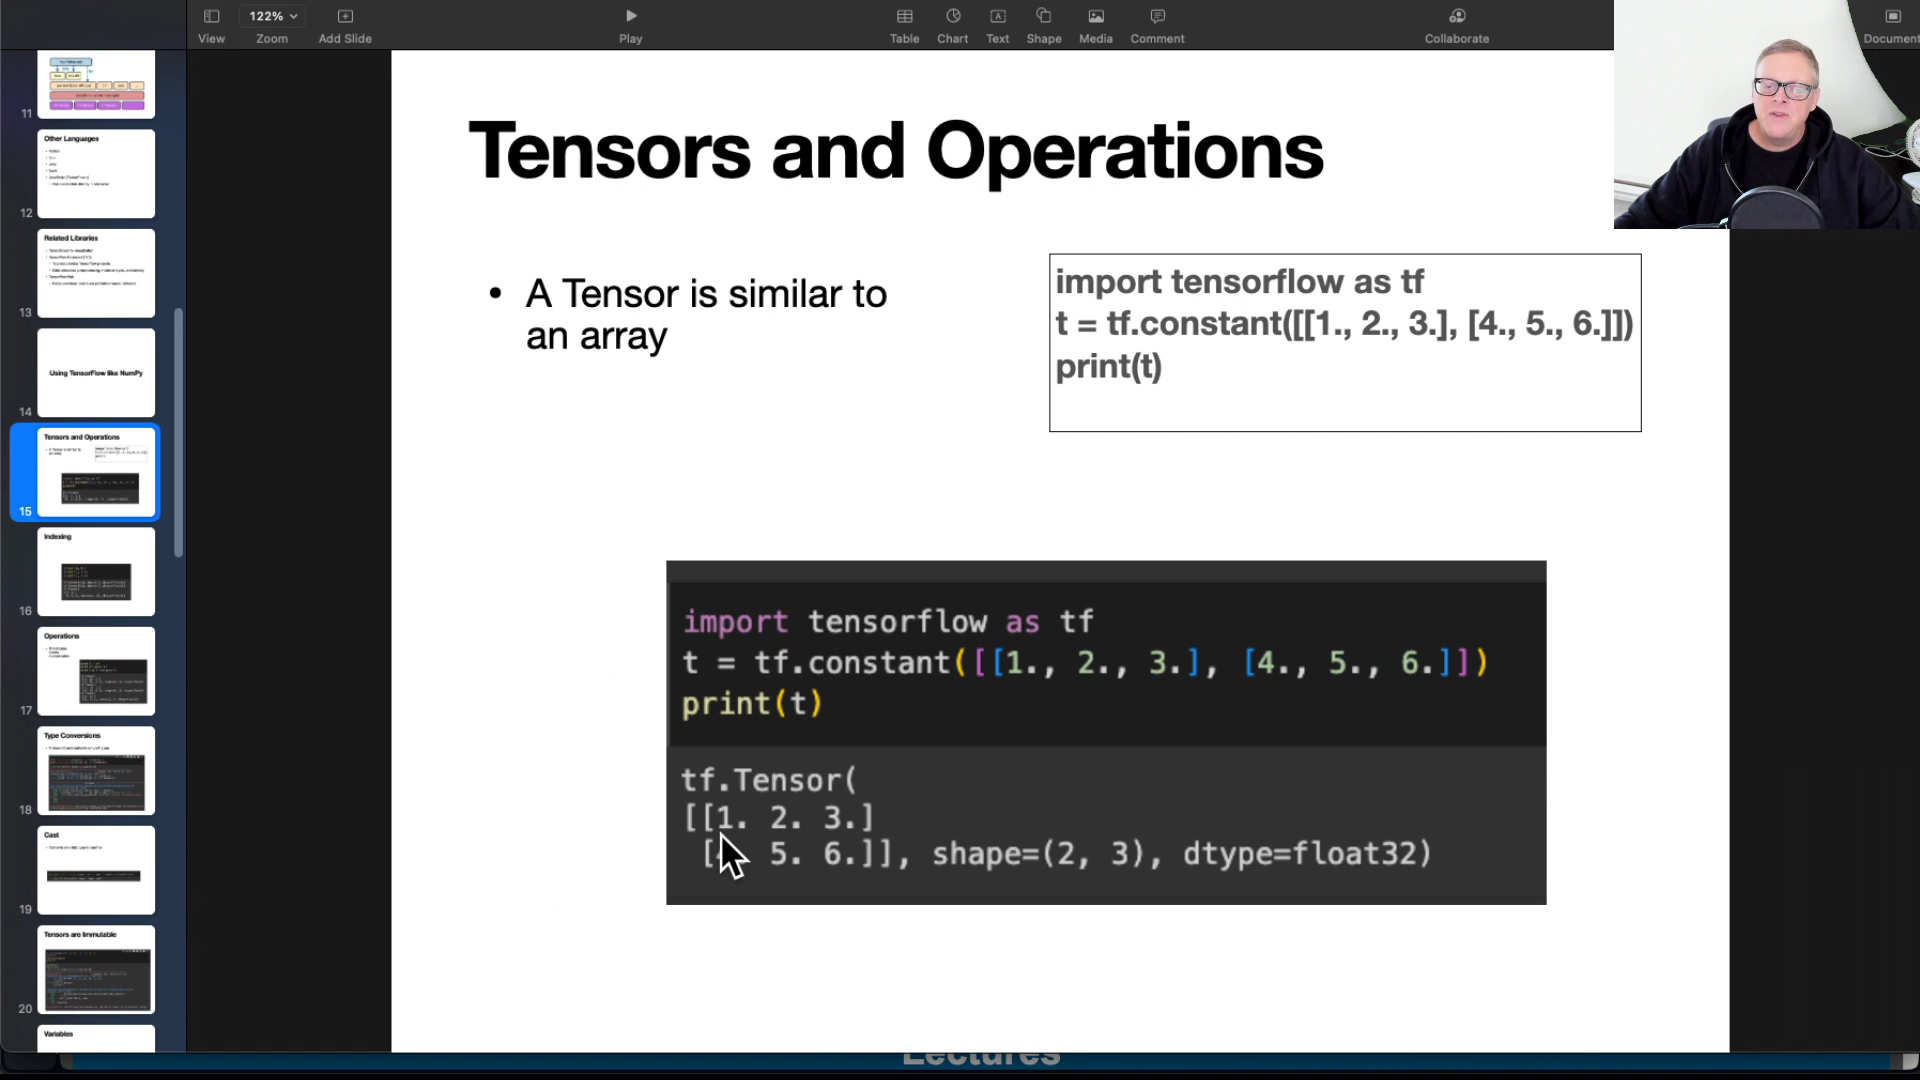 View
122%
Zoom
Add Slide
Play
Table
Chart
Text
Shape
Media
Comment
Collaborate
Document
11
Other Languages
12
Related Libraries
13
Using TensorFlow like NumPy
14
Tensors and Operations
15
Indexing
16
Operations
17
Type Conversions
18
Cast
19
Tensors are Immutable
20
Variables
Tensors and Operations
• A Tensor is similar to
an array
import tensorflow as tf
t = tf.constant([[1., 2., 3.], [4., 5., 6.]])
print(t)
import tensorflow as tf
t = tf.constant([[1., 2., 3.], [4., 5., 6.]])
print(t)
tf.Tensor(
[[1. 2. 3.]
[ 5. 6.]], shape=(2, 3), dtype=float32)
Lectures